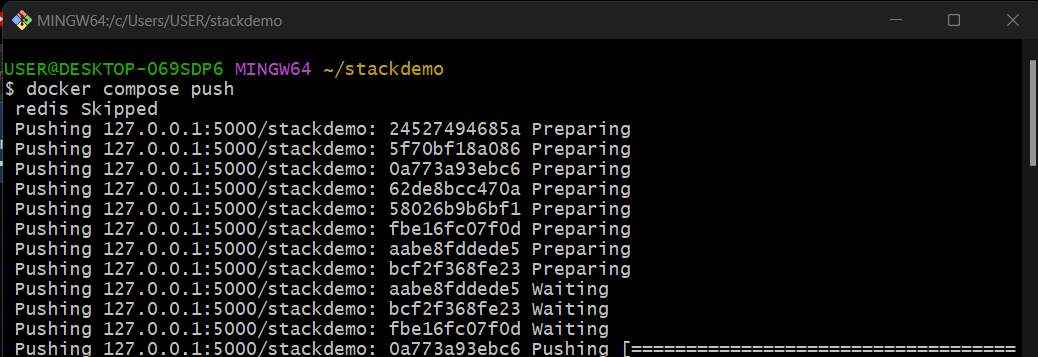 MINGW64:/c/Users/USER/stackdemo
USER@DESKTOP-O69SDP6 MINGW64 ~/stackdemo
$ docker compose push
redis Skipped
Pushing 127.0.0.1:5000/stackdemo: 24527494685a Preparing
Pushing 127.0.0.1:5000/stackdemo: 5f70bf18a086 Preparing
Pushing 127.0.0.1:5000/stackdemo: 0a773a93ebc6 Preparing
Pushing 127.0.0.1:5000/stackdemo: 62de8bcc470a Preparing
Pushing 127.0.0.1:5000/stackdemo: 58026b9b6bf1 Preparing
Pushing 127.0.0.1:5000/stackdemo: fbe16fc07f0d Preparing
Pushing 127.0.0.1:5000/stackdemo: aabe8fddede5 Preparing
Pushing 127.0.0.1:5000/stackdemo: bcf2f368fe23 Preparing
Pushing 127.0.0.1:5000/stackdemo: aabe8fddede5 Waiting
Pushing 127.0.0.1:5000/stackdemo: bcf2f368fe23 Waiting
Pushing 127.0.0.1:5000/stackdemo: fbe16fc07f0d Waiting
Pushing 127.0.0.1:5000/stackdemo: 0a773a93ebc6 Pushing [===================================